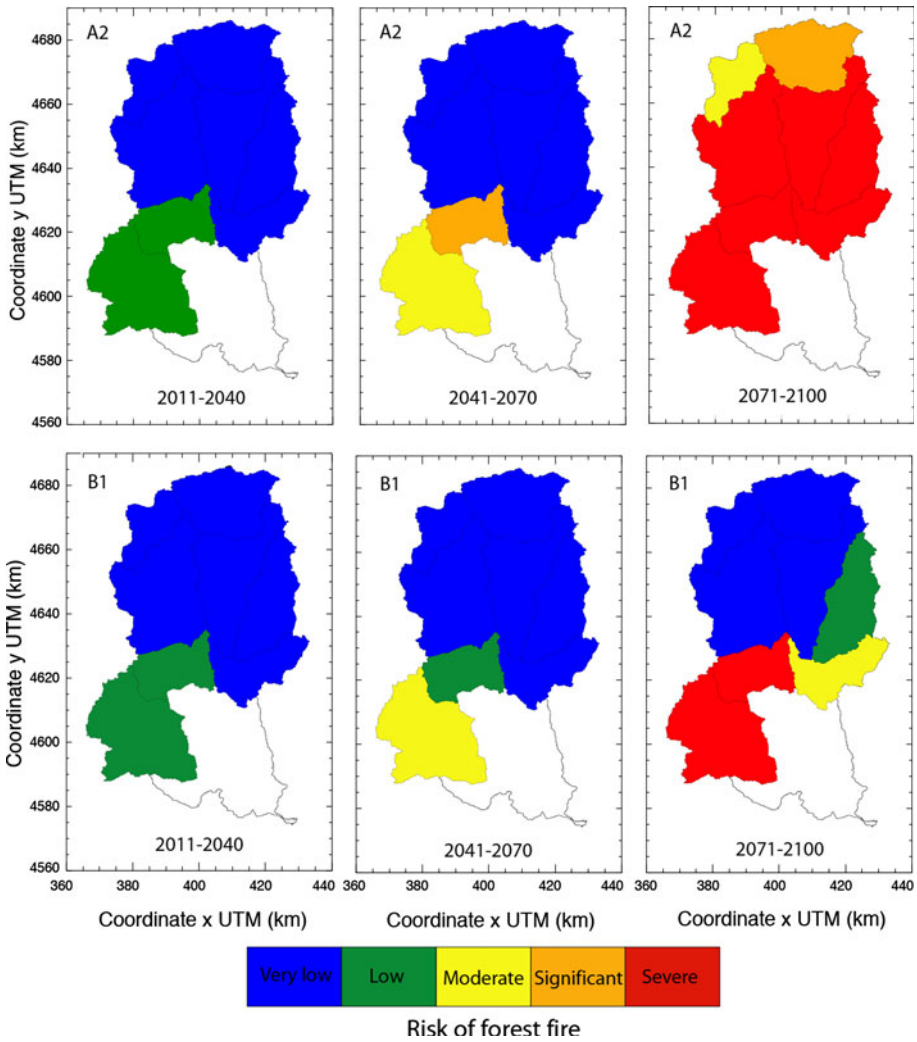 A2
A2
A2
4680
4660
4640
4620
4600
4580
4560
Coordinate y UTM (km)
2011-2040
2041-2070
2071-2100
B1
B1
B1
4680
4660
4640
4620
4600
4580
4560
Coordinate y UTM (km)
2011-2040
2041-2070
2071-2100
360 380 400 420 440
360 380 400 420 440
360 380 400 420 440
Coordinate x UTM (km)
Coordinate x UTM (km)
Coordinate x UTM (km)
Very low Low Moderate Significant Severe
Risk of forest fire